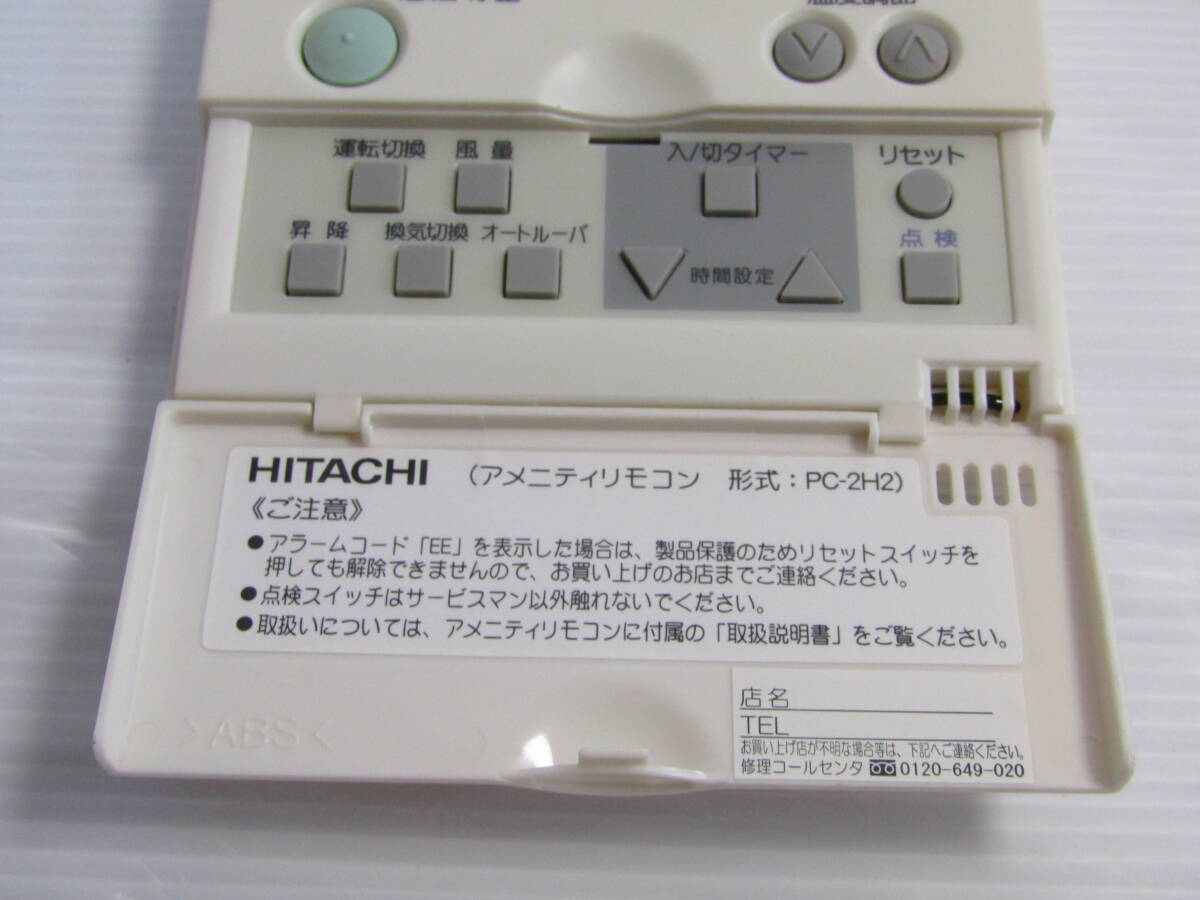 運転切換 風量 入/切タイマー リセット
昇降 換気切換 オートルーバ 時間設定 点検
HITACHI (アメニティリモコン 形式：PC-2H2)
《ご注意》
●アラームコード「EE」を表示した場合は、製品保護のためリセットスイッチを
押しても解除できませんので、お買い上げのお店までご連絡ください。
●点検スイッチはサービスマン以外触れないでください。
●取扱いについては、アメニティリモコンに付属の「取扱説明書」をご覧ください。
店名
TEL
お買い上げ店が不明な場合等は、下記へご連絡ください。
修理コールセンタ 0120-649-020
>ABS<